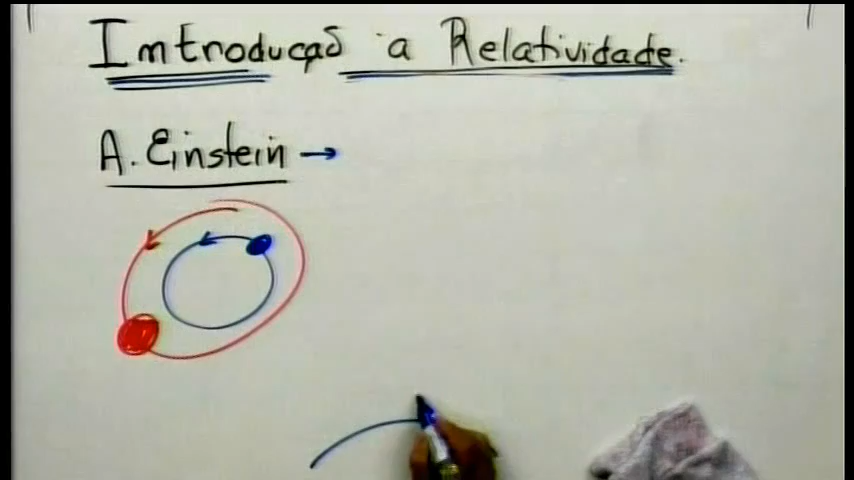 Introdução a Relatividade.
A. Einstein →